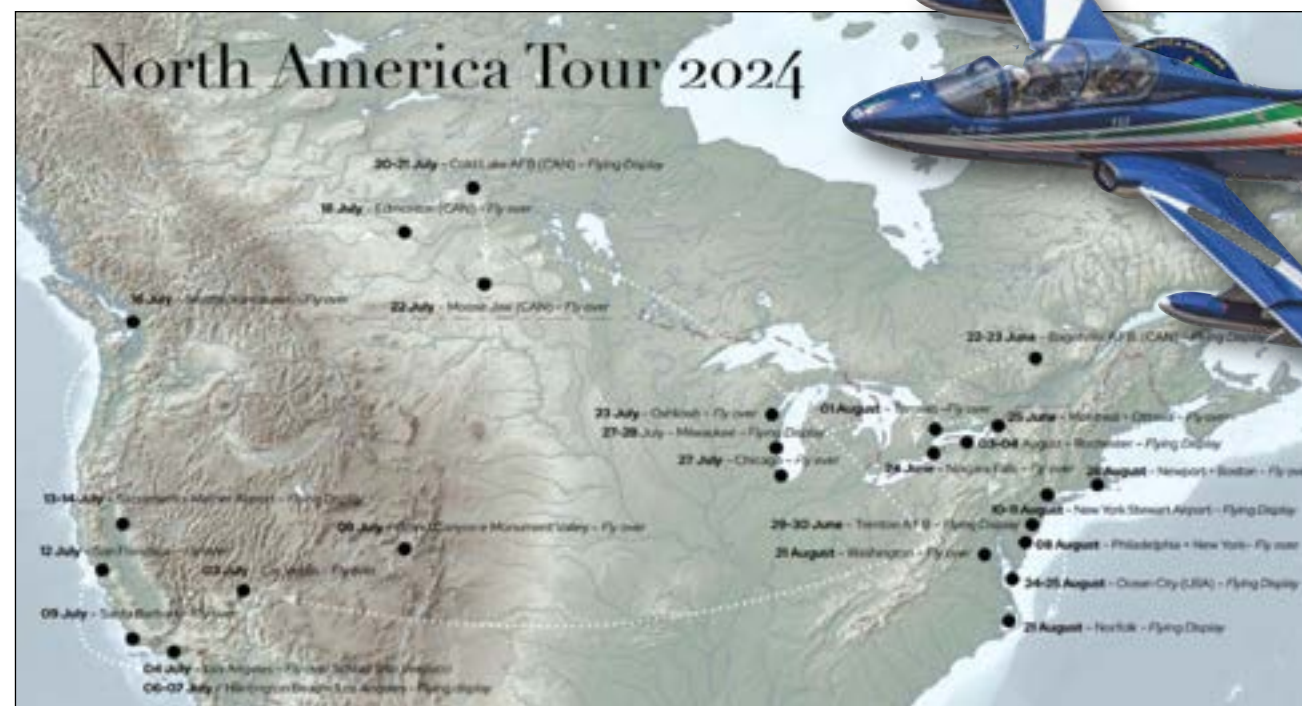 North America Tour 2024
20-21 July - Cold Lake AFB (CAN) - Flying Display
18 July - Edmonton (CAN) - Fly over
16 July - Fly over
22 July - Moose Jaw (CAN) - Fly over
22-23 June - Bagotville AFB (CAN) - Flying Display
23 July - Oshkosh - Fly over
01 August - Toronto - Fly over
25 June - Montreal - Ottawa - Fly over
27-28 July - Milwaukee - Flying Display
03-04 August - Rochester - Flying Display
27 July - Chicago - Fly over
24 June - Niagara Falls - Fly over
August - Newport - Boston - Fly over
13-14 July - Sacramento Mather Airport - Flying Display
10-11 August - New York Stewart Airport - Flying Display
Monument Valley - Fly over
29-30 June - Trenton AFB - Flying Display
08 August - Philadelphia - New York - Fly over
12 July - San Francisco - Fly over
21 August - Washington - Fly over
July - Las Vegas - Fly over
24-25 August - Ocean City (USA) - Flying Display
09 July - Santa Barbara - Fly over
21 August - Norfolk - Flying Display
04 July - Los Angeles - Fly over
06-07 July / Huntington Beach (Los Angeles) - Flying display